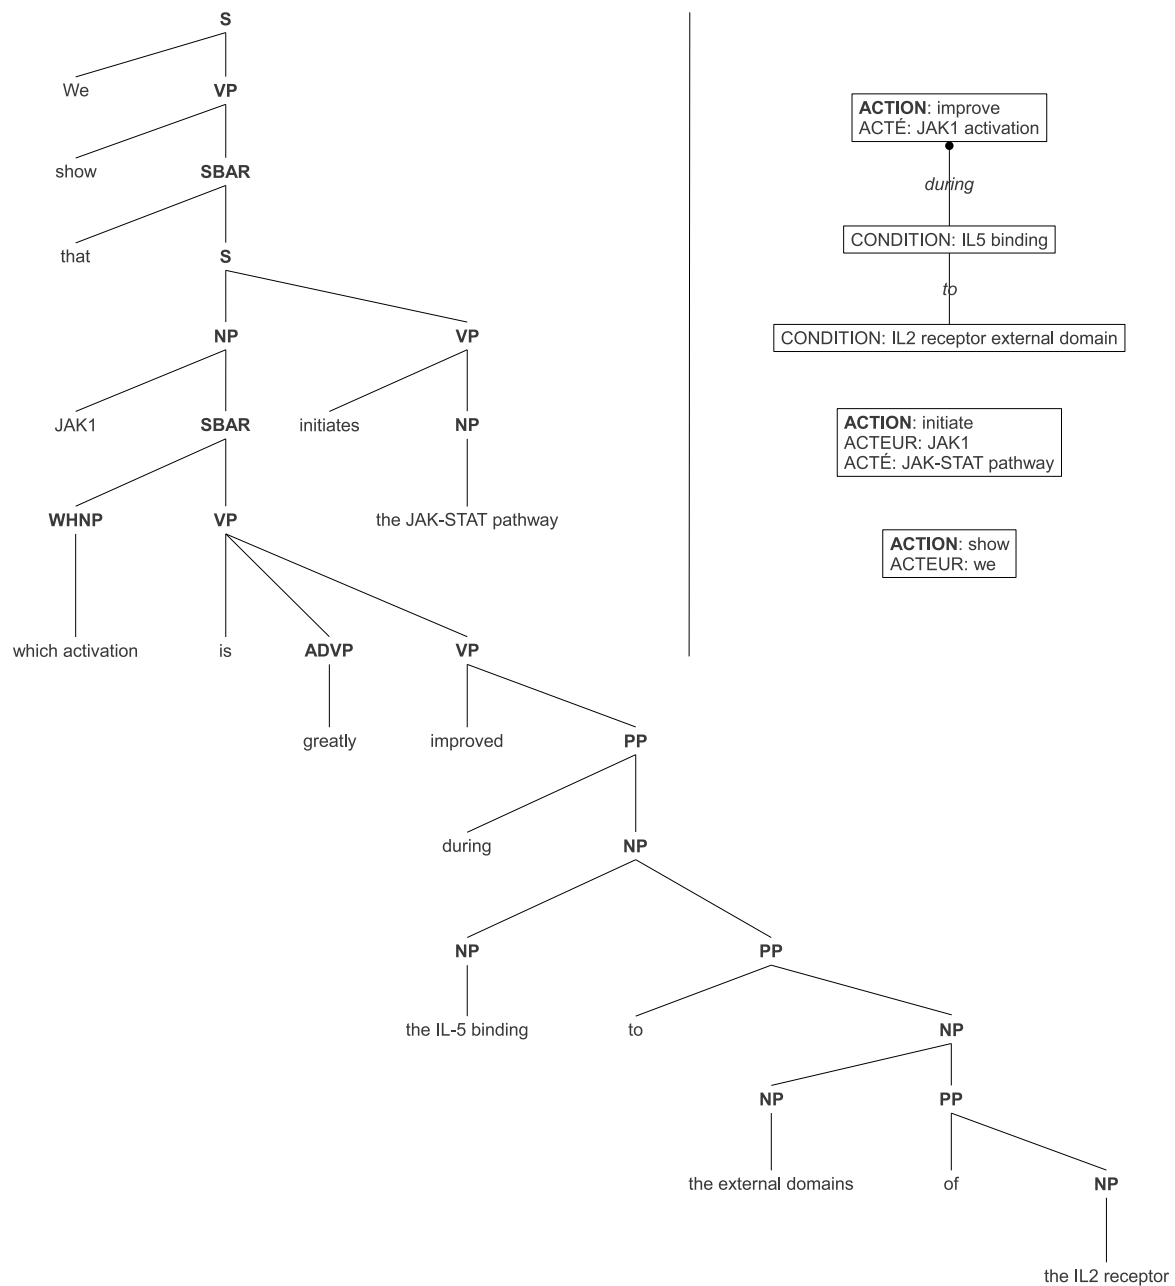 S
We
VP
show
SBAR
that
S
NP
VP
JAK1
SBAR
initiates
NP
WHNP
VP
the JAK-STAT pathway
which activation
is
ADVP
VP
greatly
improved
PP
during
NP
NP
PP
the IL-5 binding
to
NP
NP
PP
the external domains
of
NP
the IL2 receptor
ACTION: improve
ACTÉ: JAK1 activation
during
CONDITION: IL5 binding
to
CONDITION: IL2 receptor external domain
ACTION: initiate
ACTEUR: JAK1
ACTÉ: JAK-STAT pathway
ACTION: show
ACTEUR: we